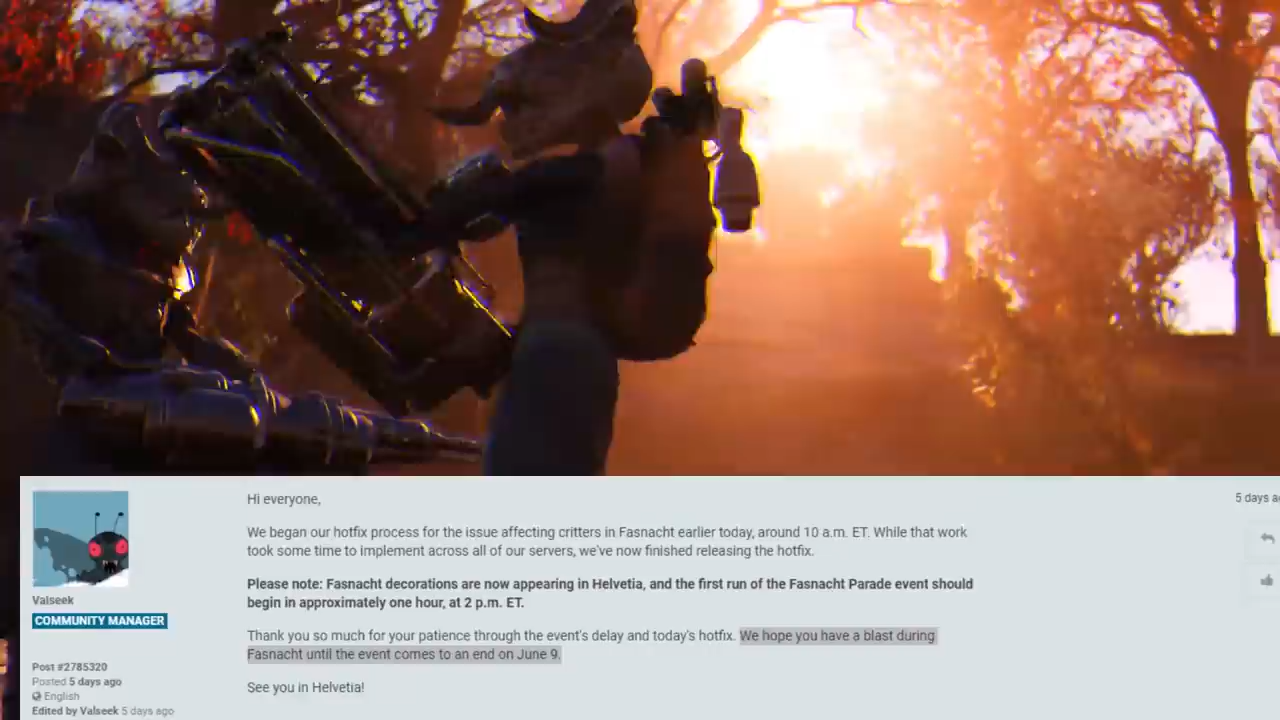 Hi everyone,
5 days a
We began our hotfix process for the issue affecting critters in Fasnacht earlier today, around 10 a.m. ET. While that work
took some time to implement across all of our servers, we've now finished releasing the hotfix.
Please note: Fasnacht decorations are now appearing in Helvetia, and the first run of the Fasnacht Parade event should
begin in approximately one hour, at 2 p.m. ET.
Valseek
COMMUNITY MANAGER
Thank you so much for your patience through the event's delay and today's hotfix. We hope you have a blast during
Fasnacht until the event comes to an end on June 9.
See you in Helvetia!
Post #2785320
Posted 5 days ago
English
Edited by Valseek 5 days ago